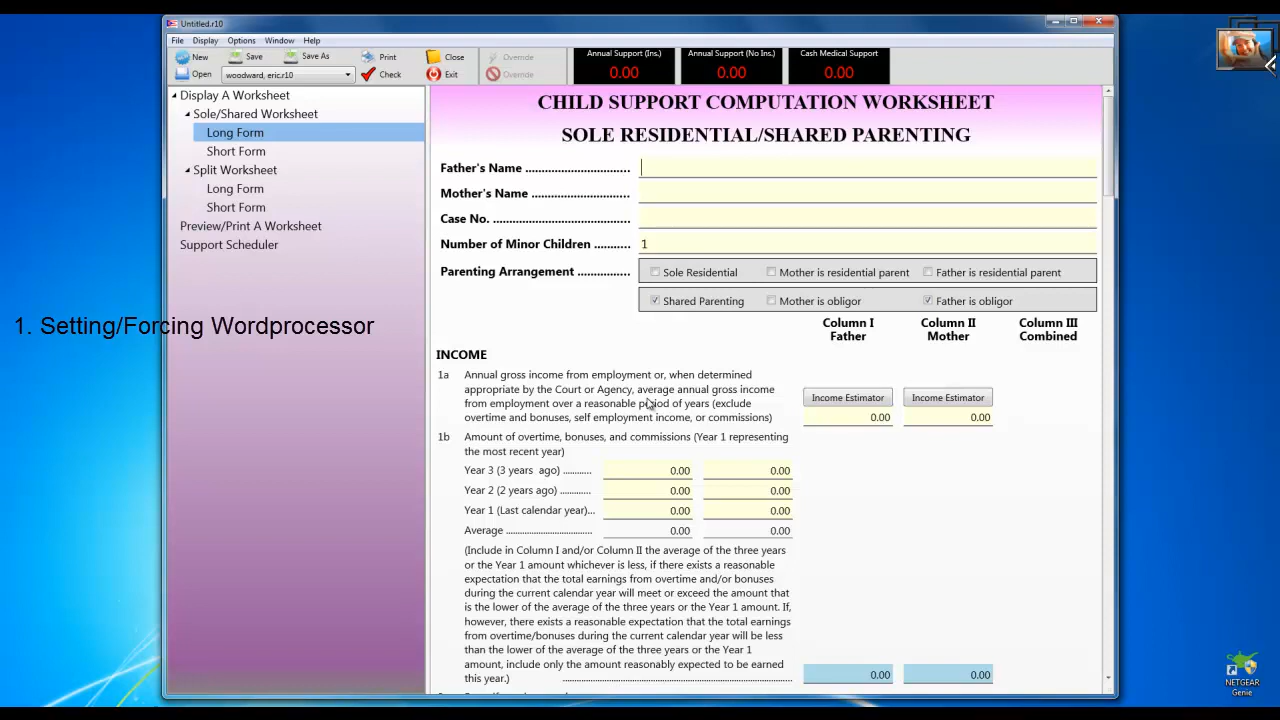 Untitled.r10
File Display Options Window Help
New Save Save As Print Close Override
Open woodward, eric.r10 Check Exit Override
Annual Support (Ins.) Annual Support (No Ins.) Cash Medical Support
0.00 0.00 0.00
Display A Worksheet
Sole/Shared Worksheet
Long Form
Short Form
Split Worksheet
Long Form
Short Form
Preview/Print A Worksheet
Support Scheduler
1. Setting/Forcing Wordprocessor
CHILD SUPPORT COMPUTATION WORKSHEET
SOLE RESIDENTIAL/SHARED PARENTING
Father's Name ................................
Mother's Name ..............................
Case No. ..........................................
Number of Minor Children ........... 1
Parenting Arrangement ................ Sole Residential Mother is residential parent Father is residential parent
Shared Parenting Mother is obligor Father is obligor
Column I Column II Column III
Father Mother Combined
INCOME
1a Annual gross income from employment or, when determined
appropriate by the Court or Agency, average annual gross income
from employment over a reasonable period of years (exclude
overtime and bonuses, self employment income, or commissions)
Income Estimator Income Estimator
0.00 0.00
1b Amount of overtime, bonuses, and commissions (Year 1 representing
the most recent year)
Year 3 (3 years ago) ............ 0.00 0.00
Year 2 (2 years ago) ............. 0.00 0.00
Year 1 (Last calendar year)... 0.00 0.00
Average ...................................... 0.00 0.00
(Include in Column I and/or Column II the average of the three years
or the Year 1 amount whichever is less, if there exists a reasonable
expectation that the total earnings from overtime and/or bonuses
during the current calendar year will meet or exceed the amount that
is the lower of the average of the three years or the Year 1 amount. If,
however, there exists a reasonable expectation that the total earnings
from overtime/bonuses during the current calendar year will be less
than the lower of the average of the three years or the Year 1
amount, include only the amount reasonably expected to be earned
this year.) .................................................................... 0.00 0.00
NETGEAR
Genie